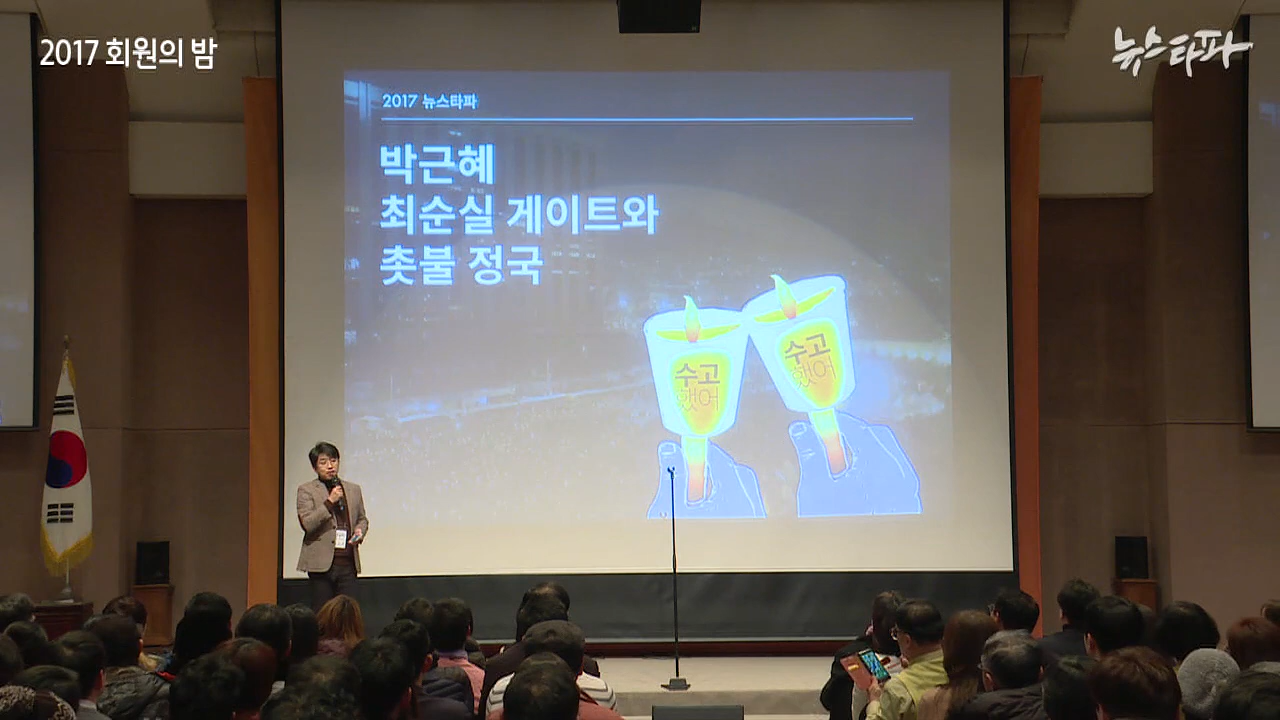 2017 회원의 밤
뉴스타파
2017 뉴스타파
박근혜
최순실 게이트와
촛불 정국
수고
했어
수고
했어